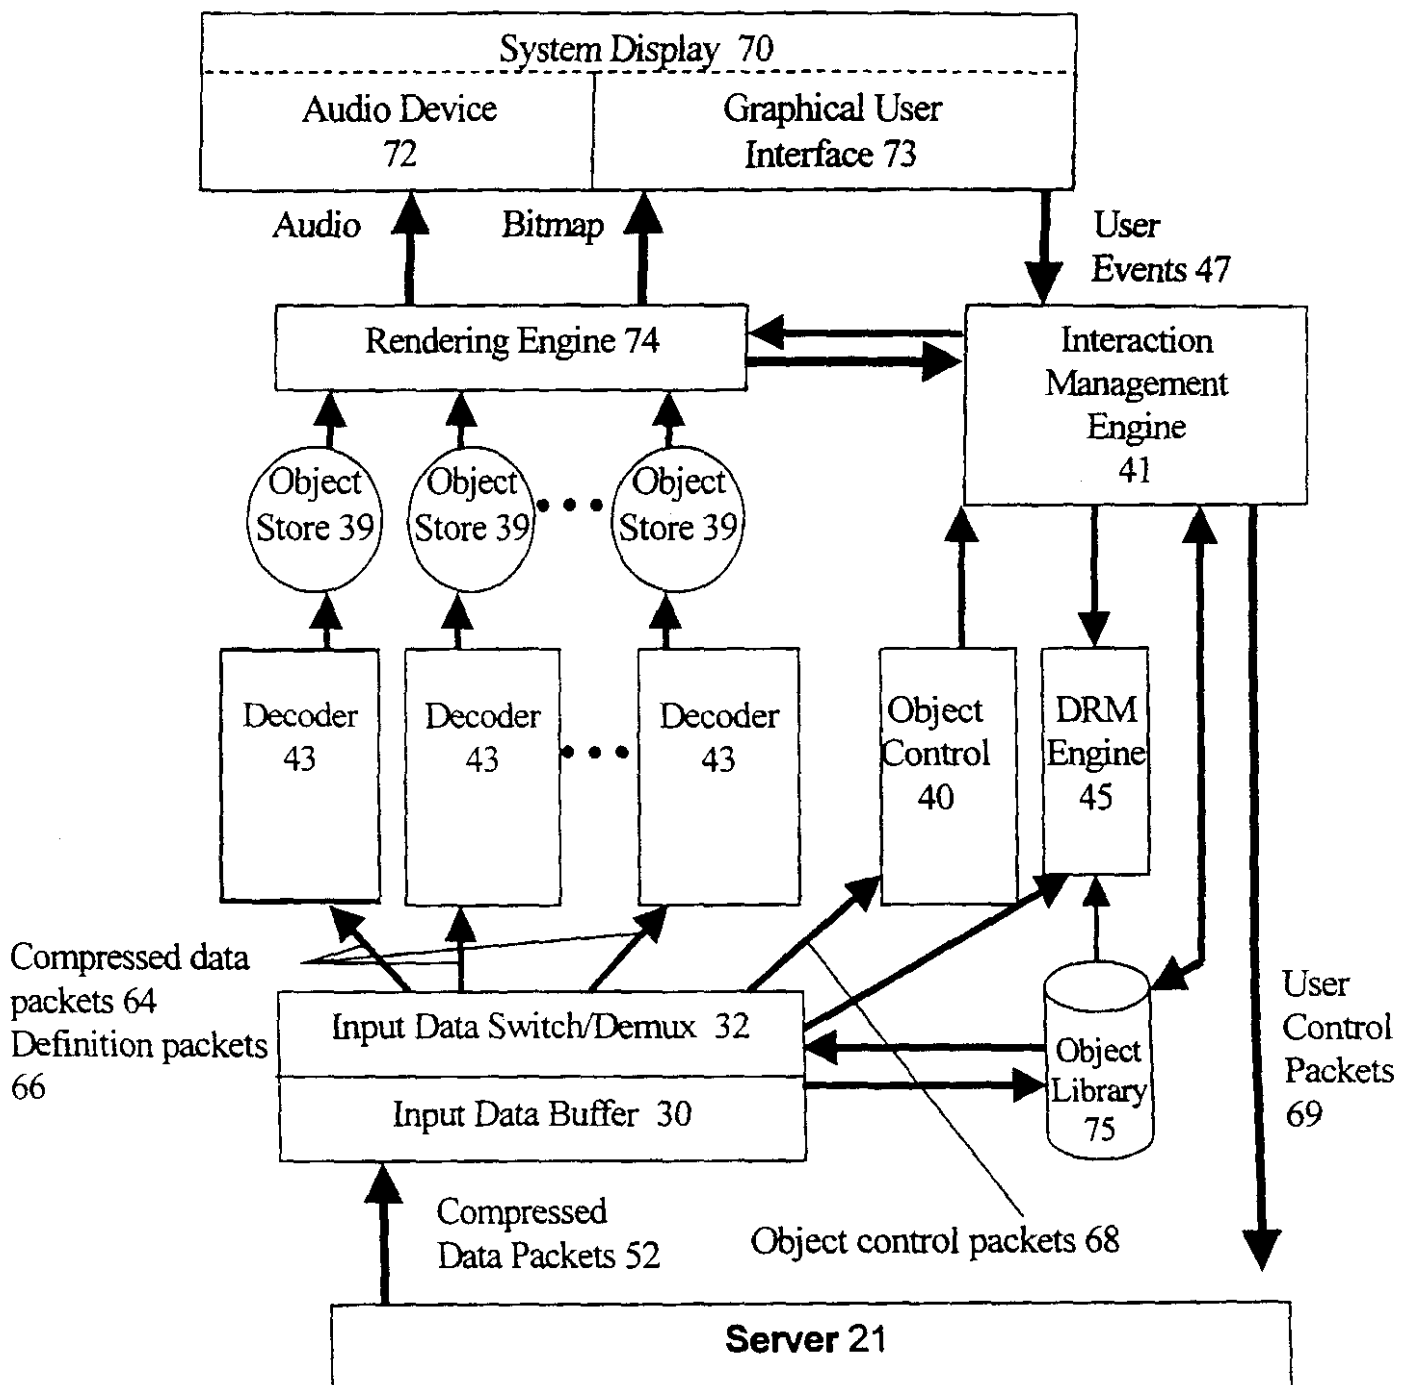 System Display 70
Audio Device
72
Graphical User
Interface 73
Audio
Bitmap
User
Events 47
Rendering Engine 74
Interaction
Management
Engine
41
Object
Store 39
Object
Store 39
Object
Store 39
Decoder
43
Decoder
43
Decoder
43
Object
Control
40
DRM
Engine
45
Compressed data
packets 64
Definition packets
66
Input Data Switch/Demux 32
Input Data Buffer 30
Object
Library
75
User
Control
Packets
69
Compressed
Data Packets 52
Object control packets 68
Server 21